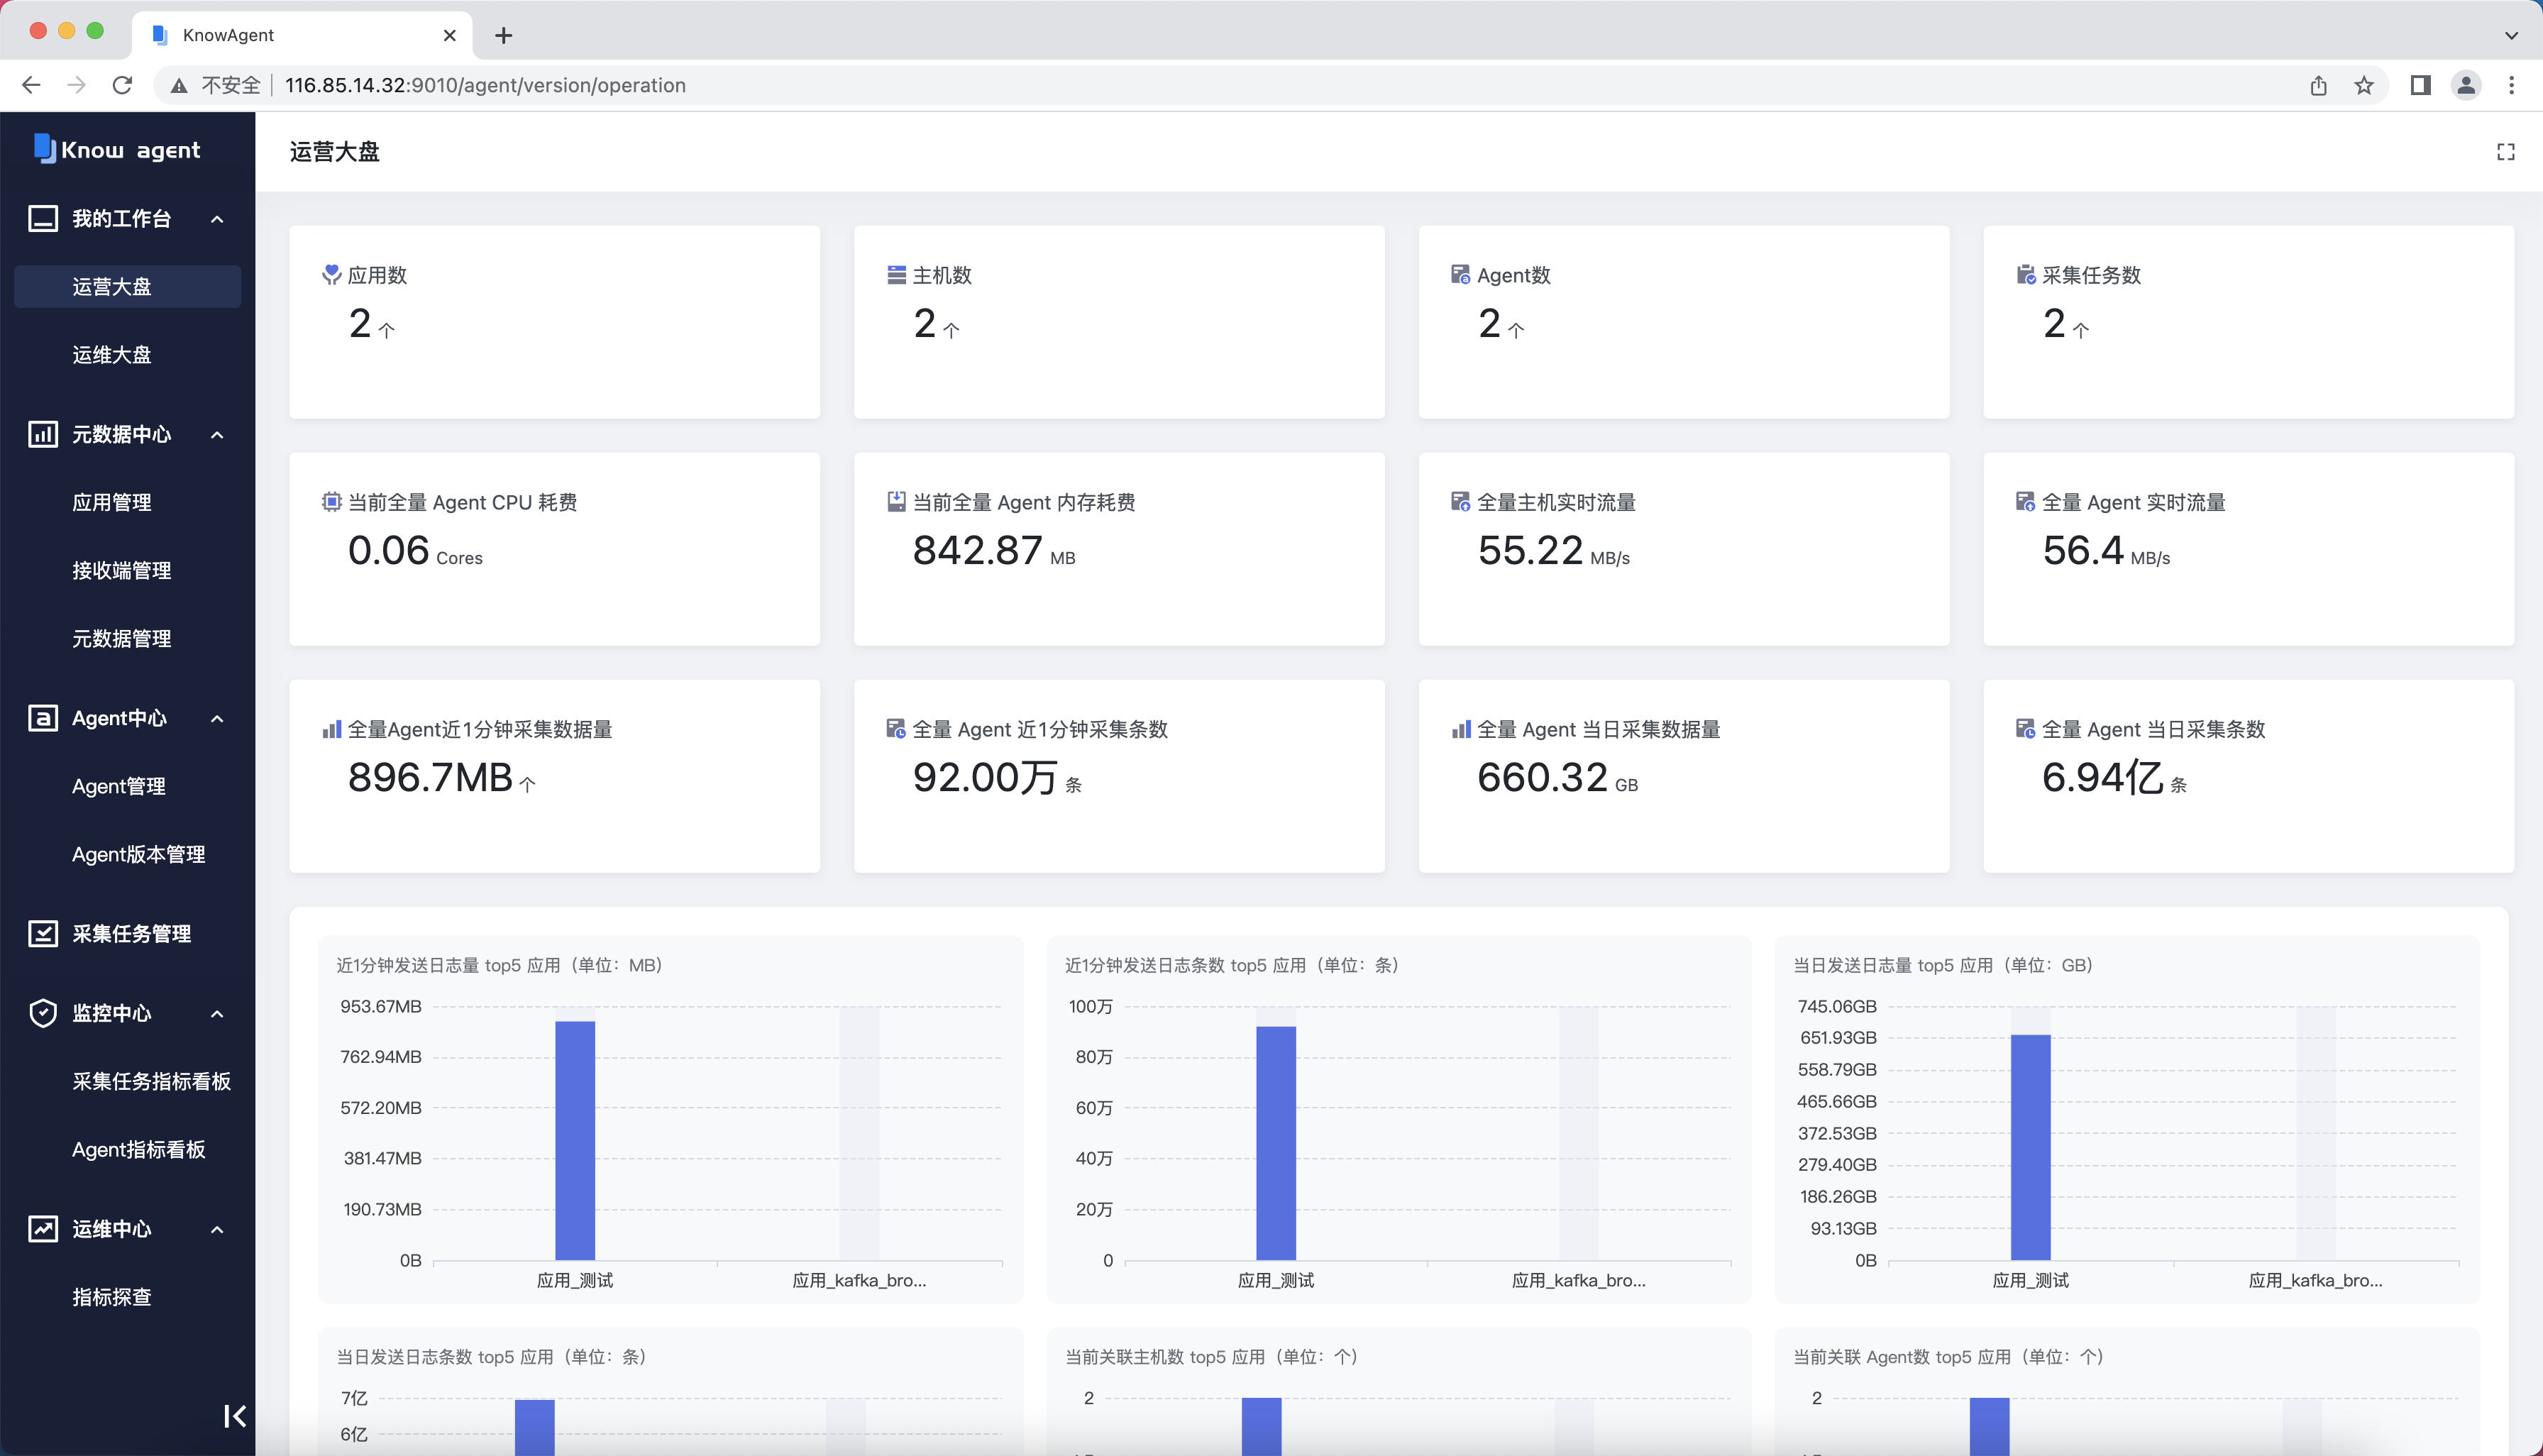 KnowAgent
不安全 116.85.14.32:9010/agent/version/operation
Know agent
我的工作台
运营大盘
运维大盘
元数据中心
应用管理
接收端管理
元数据管理
Agent中心
Agent管理
Agent版本管理
采集任务管理
监控中心
采集任务指标看板
Agent指标看板
运维中心
指标探查
运营大盘
应用数
2 个
主机数
2 个
Agent数
2 个
采集任务数
2 个
当前全量 Agent CPU 耗费
0.06 Cores
当前全量 Agent 内存耗费
842.87 MB
全量主机实时流量
55.22 MB/s
全量 Agent 实时流量
56.4 MB/s
全量Agent近1分钟采集数据量
896.7MB 个
全量 Agent 近1分钟采集条数
92.00万 条
全量 Agent 当日采集数据量
660.32 GB
全量 Agent 当日采集条数
6.94亿 条
近1分钟发送日志量 top5 应用（单位：MB）
953.67MB
762.94MB
572.20MB
381.47MB
190.73MB
0B
应用_测试 应用_kafka_bro...
近1分钟发送日志条数 top5 应用（单位：条）
100万
80万
60万
40万
20万
0
应用_测试 应用_kafka_bro...
当日发送日志量 top5 应用（单位：GB）
745.06GB
651.93GB
558.79GB
465.66GB
372.53GB
279.40GB
186.26GB
93.13GB
0B
应用_测试 应用_kafka_bro...
当日发送日志条数 top5 应用（单位：条）
7亿
6亿
当前关联主机数 top5 应用（单位：个）
2
当前关联 Agent数 top5 应用（单位：个）
2